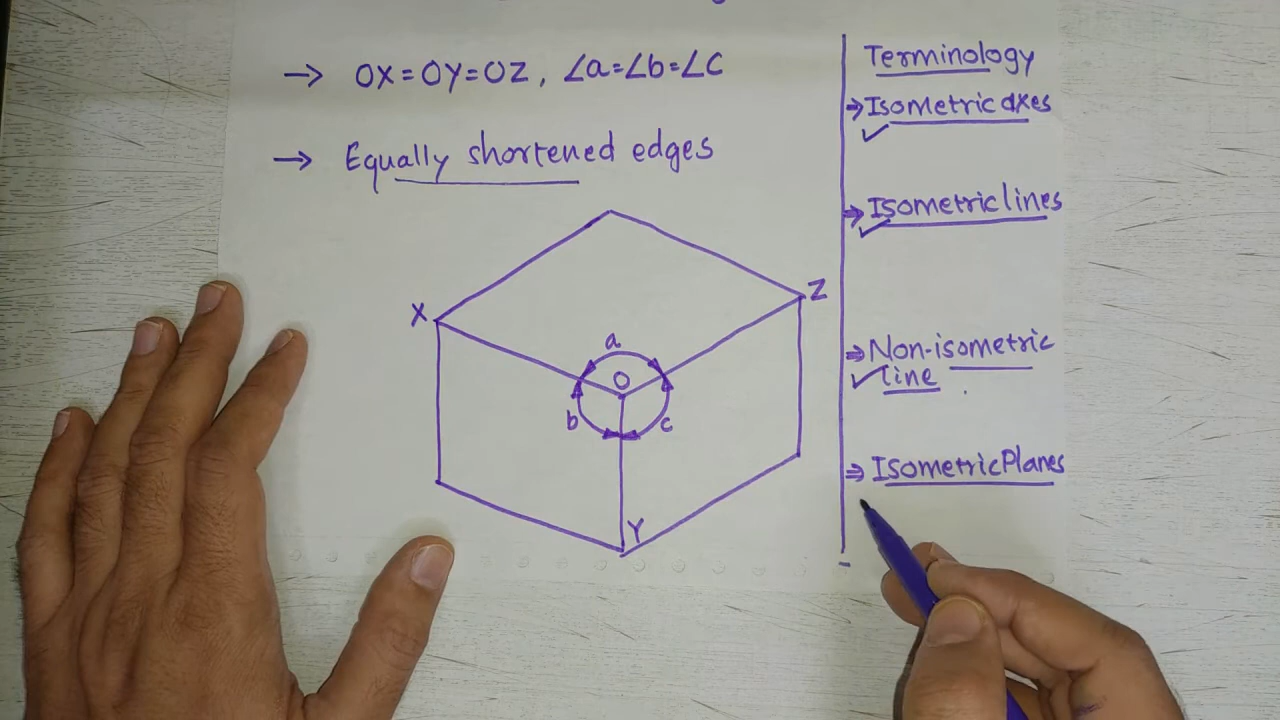 → OX=OY=OZ, ∠a=∠b=∠C
→ Equally shortened edges
X
Z
a
O
b
c
Y
Terminology
⇒ Isometric axes
✓
⇒ Isometric lines
✓
⇒ Non-isometric
✓ line
⇒ Isometric Planes